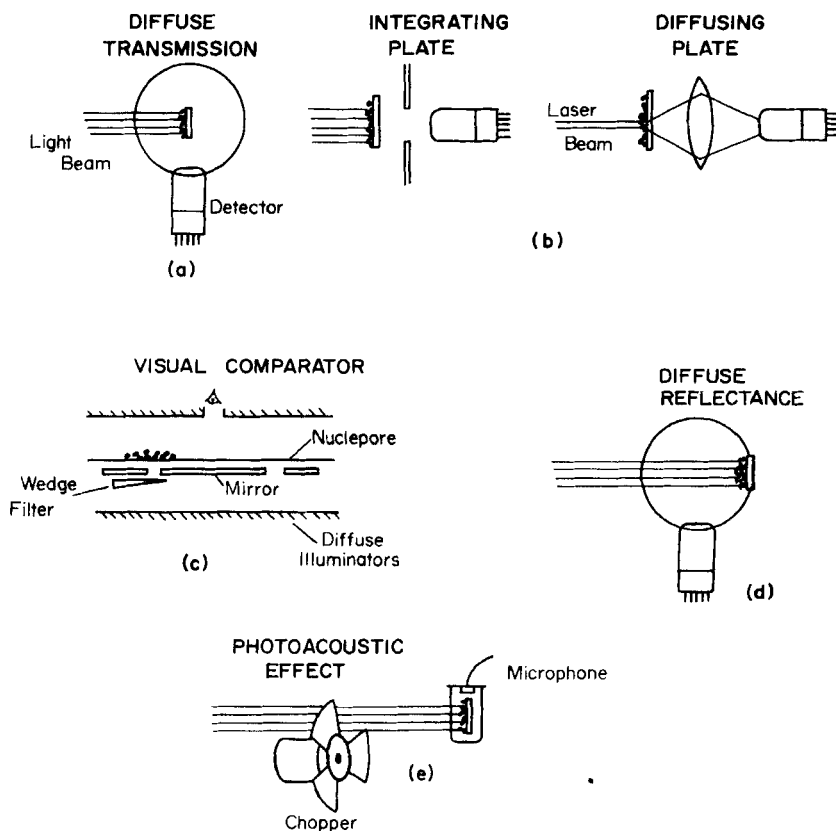 DIFFUSE
TRANSMISSION
Light
Beam
Detector
(a)
INTEGRATING
PLATE
DIFFUSING
PLATE
Laser
Beam
(b)
VISUAL COMPARATOR
Nuclepore
Wedge
Filter
Mirror
Diffuse
Illuminators
(c)
DIFFUSE
REFLECTANCE
(d)
PHOTOACOUSTIC
EFFECT
Microphone
(e)
Chopper